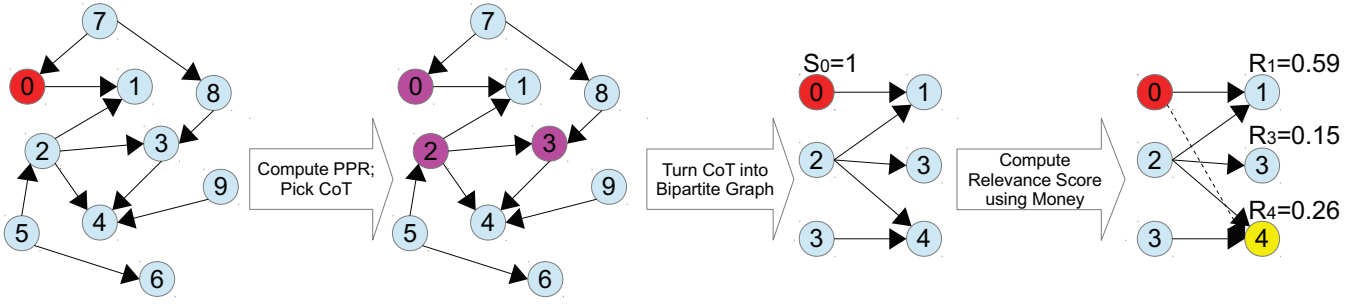 7
0
1
8
2
3
9
4
5
6
Compute PPR;
Pick CoT
7
0
1
8
2
3
9
4
5
6
Turn CoT into
Bipartite Graph
S0=1
0
1
2
3
3
4
Compute
Relevance Score
using Money
R1=0.59
0
1
R3=0.15
2
3
R4=0.26
3
4